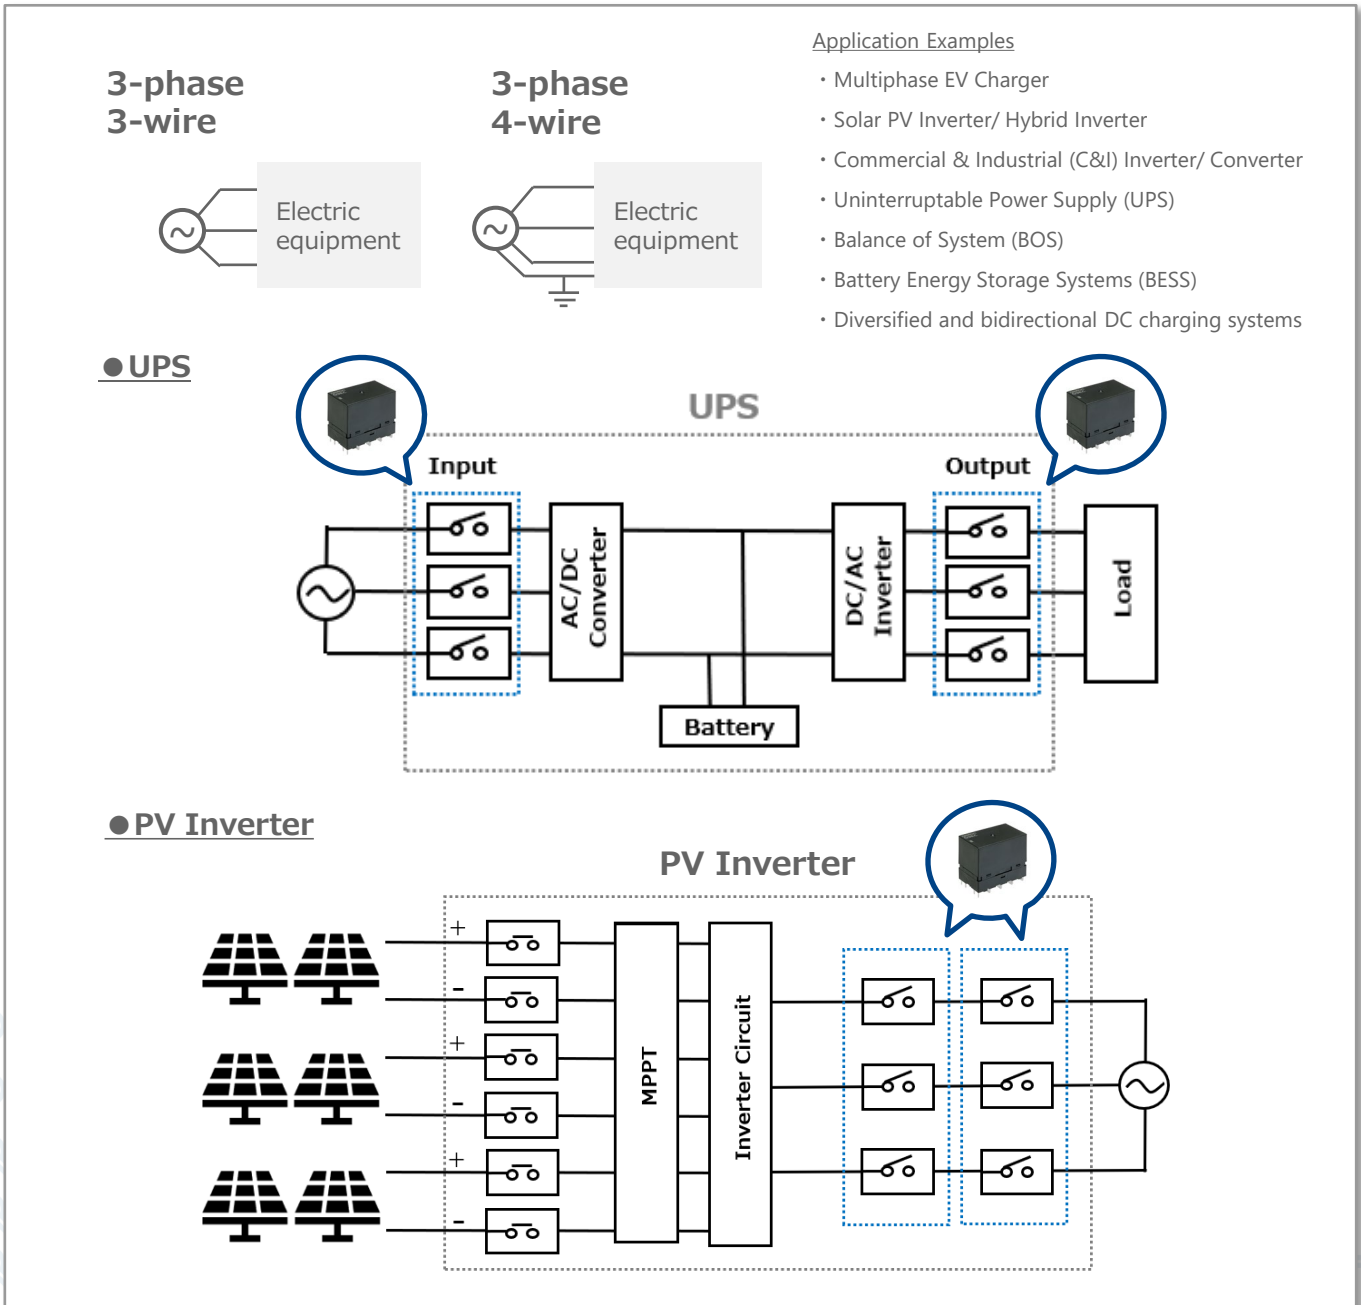 3-phase
3-wire
3-phase
4-wire
Electric
equipment
Electric
equipment
Application Examples
・Multiphase EV Charger
・Solar PV Inverter/ Hybrid Inverter
・Commercial & Industrial (C&I) Inverter/ Converter
・Uninterruptable Power Supply (UPS)
・Balance of System (BOS)
・Battery Energy Storage Systems (BESS)
・Diversified and bidirectional DC charging systems
●UPS
UPS
Input
Output
AC/DC
Converter
DC/AC
Inverter
Load
Battery
●PV Inverter
PV Inverter
+
-
+
-
+
-
MPPT
Inverter Circuit